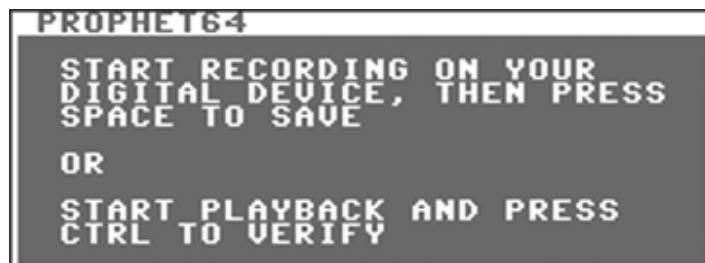 PROPHET64
START RECORDING ON YOUR
DIGITAL DEVICE, THEN PRESS
SPACE TO SAVE
OR
START PLAYBACK AND PRESS
CTRL TO VERIFY